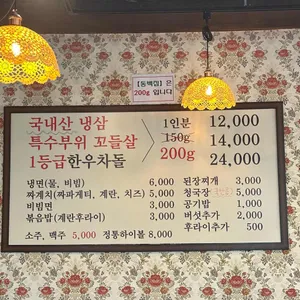 [동백집] 은
200g 입니다
국내산 냉삼 12,000
특수부위 꼬들살 14,000
1등급한우차돌 24,000
1인분
150g
200g
냉면(물, 비빔) 6,000
짜계치(짜파게티, 계란, 치즈) 5,000
비빔면 3,000
볶음밥(계란후라이) 3,000
소주, 맥주 5,000 정통하이볼 8,000
된장찌개 3,000
청국장 5,000
공기밥 1,000
버섯추가 2,000
후라이추가 500